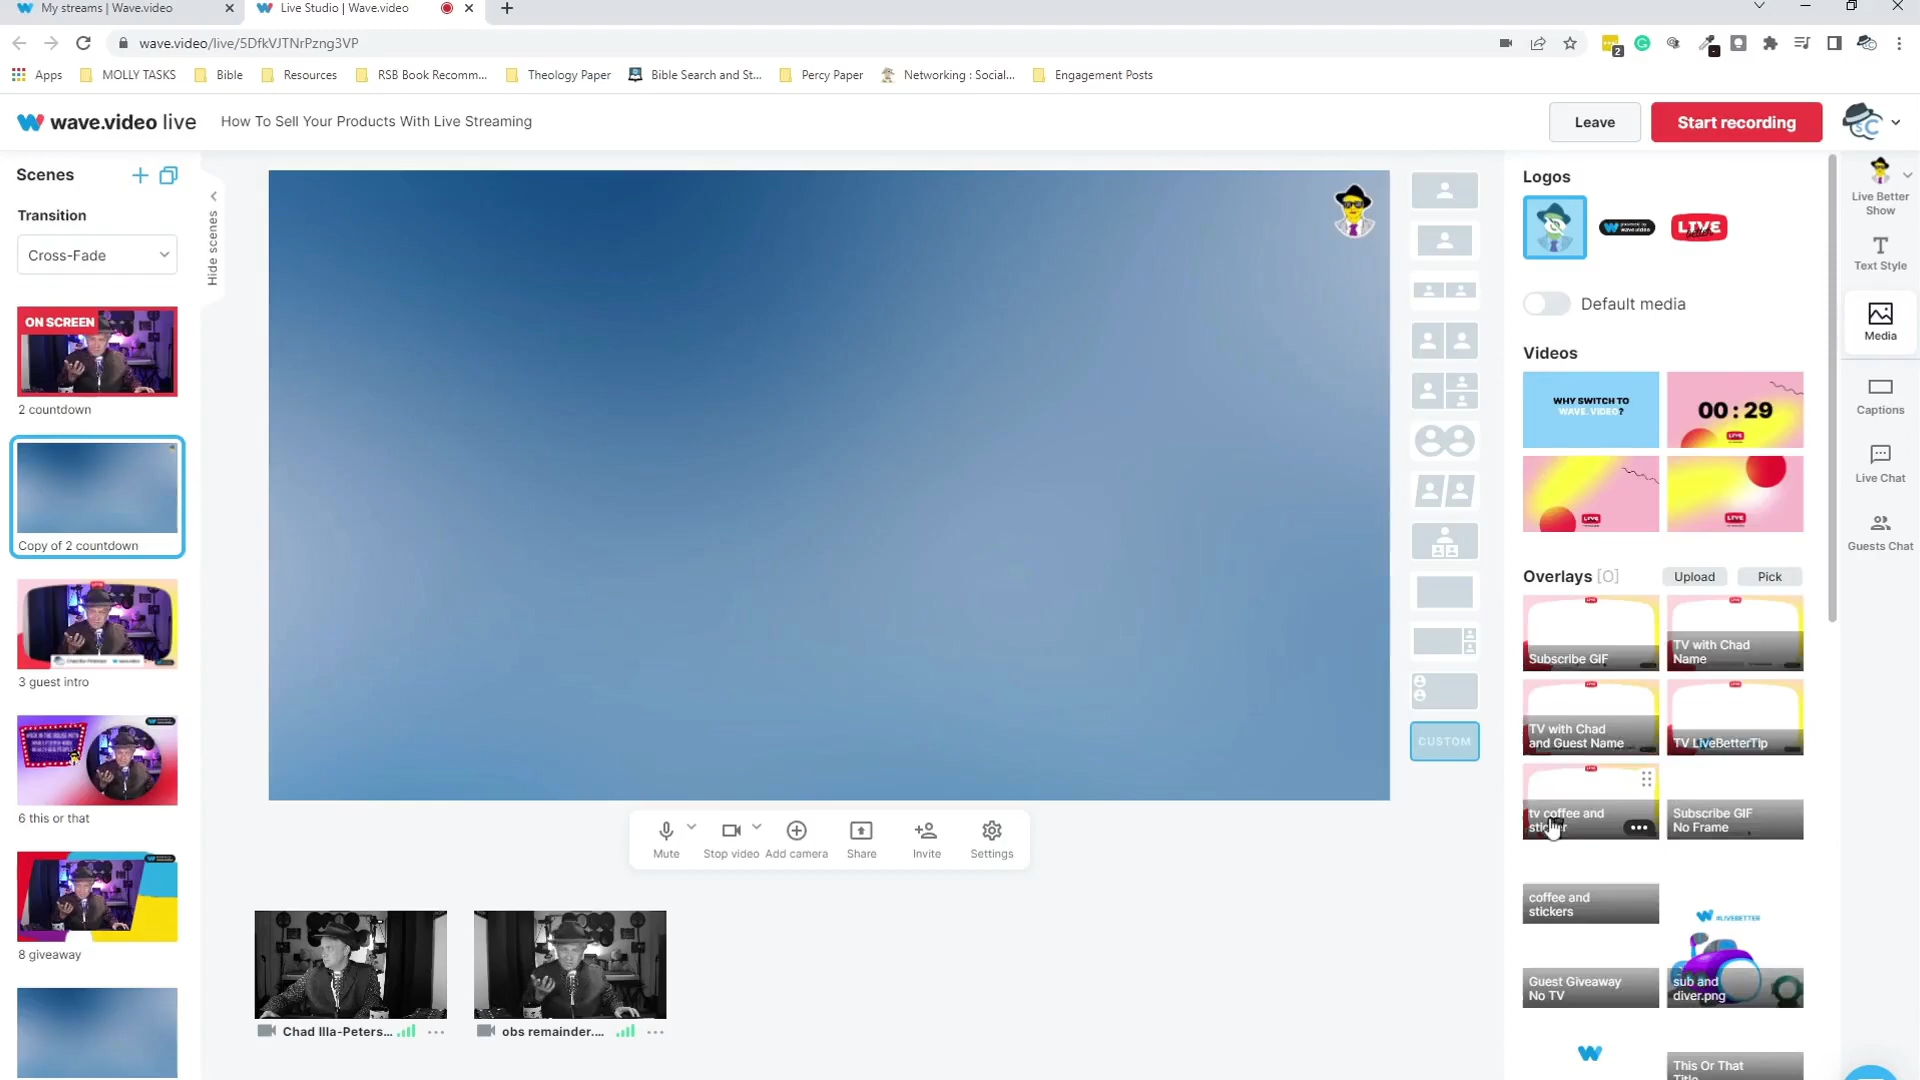 My streams | Wave.video
Live Studio | Wave.video
wave.video/live/5DfkVJTNrPzng3VP
2
Apps
MOLLY TASKS
Bible
Resources
RSB Book Recomm...
Theology Paper
Bible Search and St...
Percy Paper
Networking : Social...
Engagement Posts
wave.video live
How To Sell Your Products With Live Streaming
Leave
Start recording
SC
Scenes
Transition
Cross-Fade
Hide scenes
ON SCREEN
2 countdown
Copy of 2 countdown
3 guest intro
6 this or that
8 giveaway
CUSTOM
Mute
Stop video
Add camera
Share
Invite
Settings
Chad Illa-Peters...
obs remainder....
Logos
LIVE
Default media
Videos
WHY SWITCH TO
WAVE.VIDEO?
00:29
LIVE
LIVE
LIVE
Overlays [O]
Upload
Pick
Subscribe GIF
TV with Chad
Name
TV with Chad
and Guest Name
TV LiveBetterTip
tv coffee and
Subscribe GIF
No Frame
coffee and
stickers
#LIVEBETTER
Guest Giveaway
No TV
sub and
diver.png
This Or That
Live Better
Show
Text Style
Media
Captions
Live Chat
Guests Chat